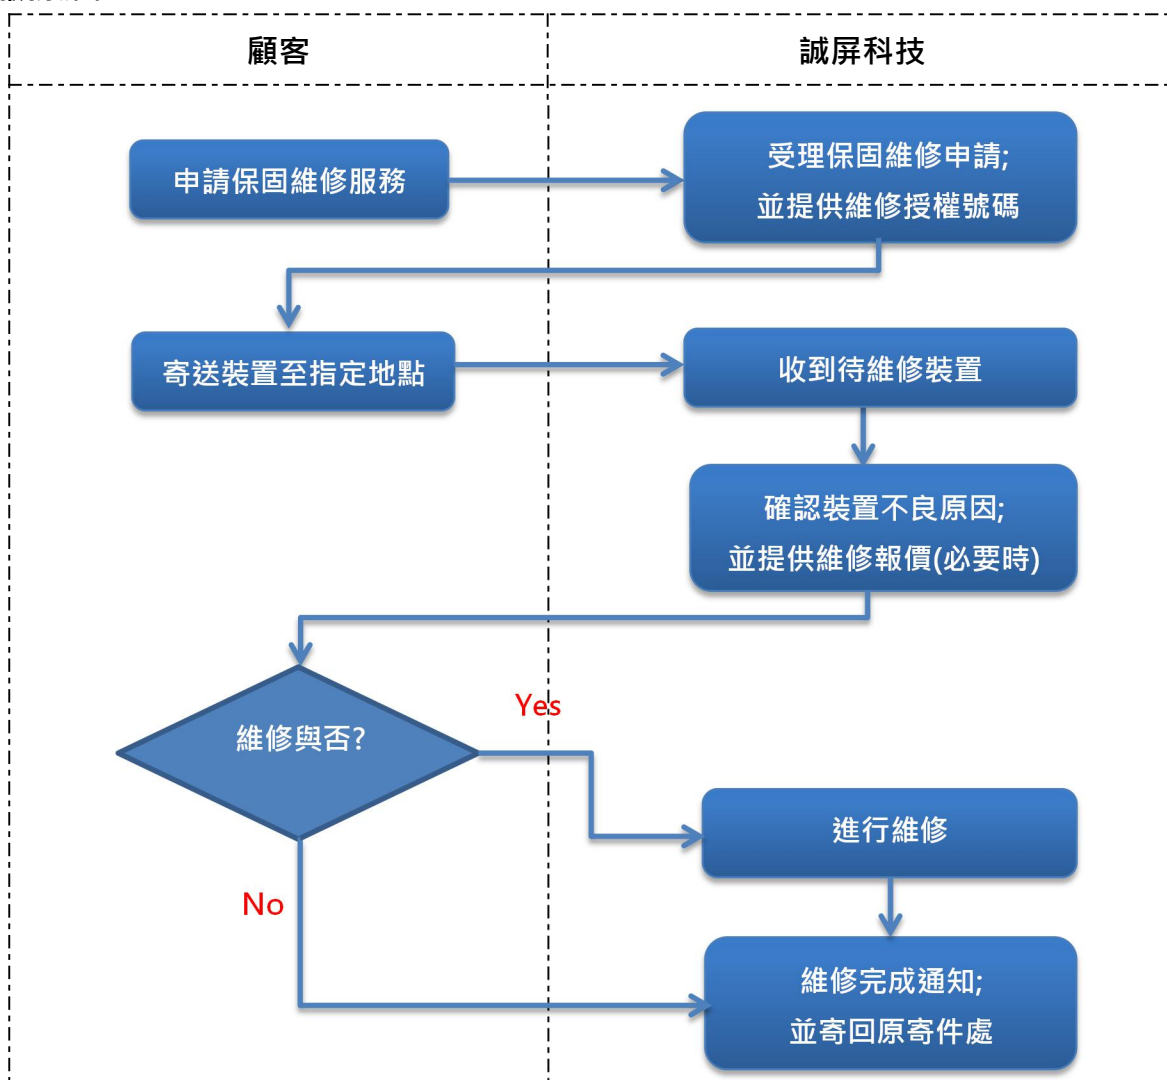 顧客
誠屏科技
申請保固維修服務
受理保固維修申請;
並提供維修授權號碼
寄送裝置至指定地點
收到待維修裝置
確認裝置不良原因;
並提供維修報價(必要時)
維修與否?
Yes
進行維修
No
維修完成通知;
並寄回原寄件處